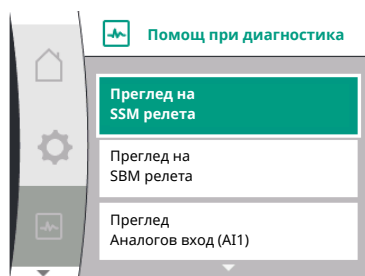 Помощ при диагностика
Преглед на
SSM релета
Преглед на
SBM релета
Преглед
Аналогов вход (AI1)